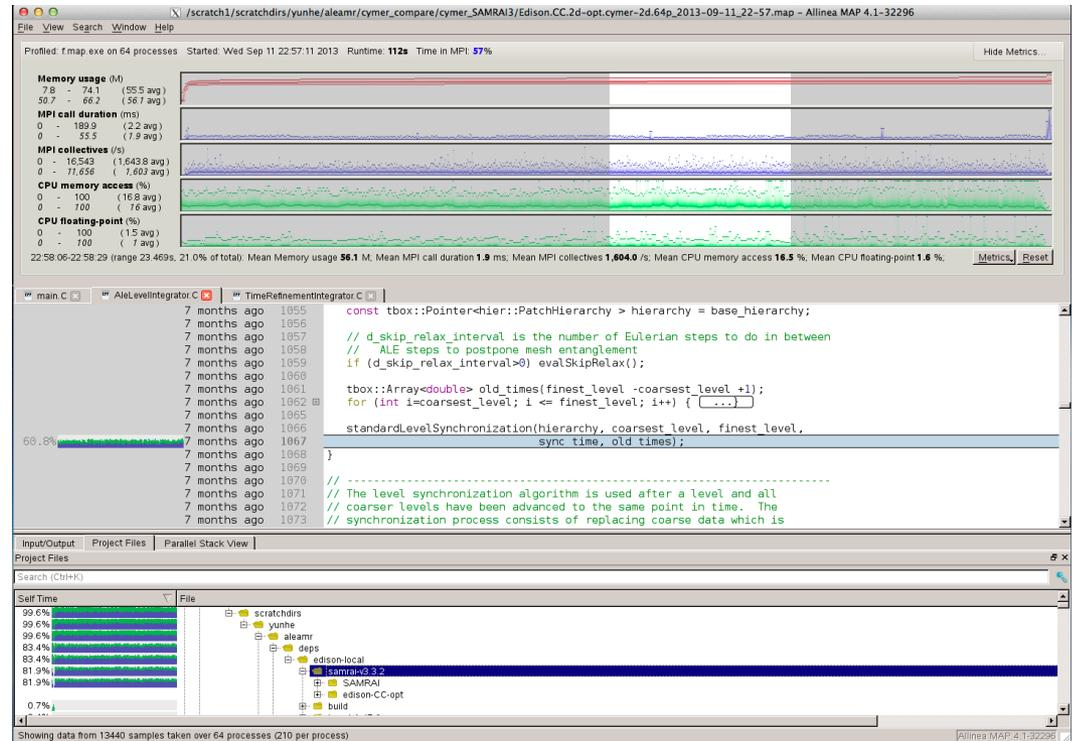 /scratch1/scratchdirs/yunhe/aleamr/cymer_compare/cymer_SAMRAI3/Edison.CC.2d-opt.cymer-2d.64p_2013-09-11_22-57.map - Allinea MAP 4.1-32296
File View Search Window Help
Profiled: f.map.exe on 64 processes Started: Wed Sep 11 22:57:11 2013 Runtime: 112s Time in MPI: 57%
Hide Metrics...
Memory usage (M)
7.8 - 74.1 (55.5 avg)
50.7 - 66.2 (56.1 avg)
MPI call duration (ms)
0 - 189.9 (2.2 avg)
0 - 55.5 (1.9 avg)
MPI collectives (/s)
0 - 16,543 (1,643.8 avg)
0 - 11,656 (1,603 avg)
CPU memory access (%)
0 - 100 (16.8 avg)
0 - 100 (16 avg)
CPU floating-point (%)
0 - 100 (1.5 avg)
0 - 100 (1 avg)
22:58:06-22:58:29 (range 23.469s, 21.0% of total): Mean Memory usage 56.1 M; Mean MPI call duration 1.9 ms; Mean MPI collectives 1,604.0 /s; Mean CPU memory access 16.5 %; Mean CPU floating-point 1.6 %;
Metrics Reset
main.C AleLevelIntegrator.C TimeRefinementIntegrator.C
7 months ago 1055 const tbox::Pointer<hier::PatchHierarchy > hierarchy = base_hierarchy;
7 months ago 1056
7 months ago 1057 // d_skip_relax_interval is the number of Eulerian steps to do in between
7 months ago 1058 // ALE steps to postpone mesh entanglement
7 months ago 1059 if (d_skip_relax_interval>0) evalSkipRelax();
7 months ago 1060
7 months ago 1061 tbox::Array<double> old_times(finest_level -coarsest_level +1);
7 months ago 1062 for (int i=coarsest_level; i <= finest_level; i++) { ...}
7 months ago 1065
7 months ago 1066 standardLevelSynchronization(hierarchy, coarsest_level, finest_level,
60.8% 7 months ago 1067 sync_time, old_times);
7 months ago 1068 }
7 months ago 1069
7 months ago 1070 // -------------------------------------------------------------------------
7 months ago 1071 // The level synchronization algorithm is used after a level and all
7 months ago 1072 // coarser levels have been advanced to the same point in time. The
7 months ago 1073 // synchronization process consists of replacing coarse data which is
Input/Output Project Files Parallel Stack View
Project Files
Search (Ctrl+K)
Self Time File
99.6% scratchdirs
99.6% yunhe
99.6% aleamr
83.4% deps
83.4% edison-local
81.9% samrai-v3.3.2
81.9% SAMRAI
edison-CC-opt
0.7% build
Showing data from 13440 samples taken over 64 processes (210 per process)
Allinea MAP 4.1-32296